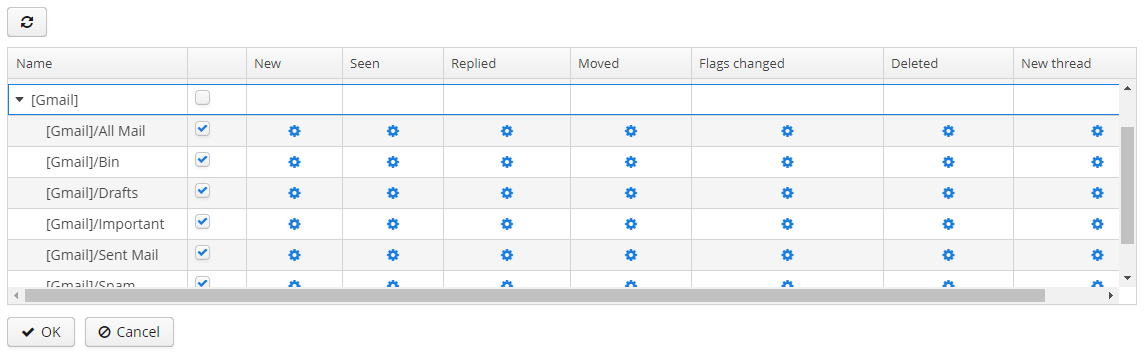 Name New Seen Replied Moved Flags changed Deleted New thread
[Gmail]
[Gmail]/All Mail
[Gmail]/Bin
[Gmail]/Drafts
[Gmail]/Important
[Gmail]/Sent Mail
[Gmail]/Spam
OK Cancel